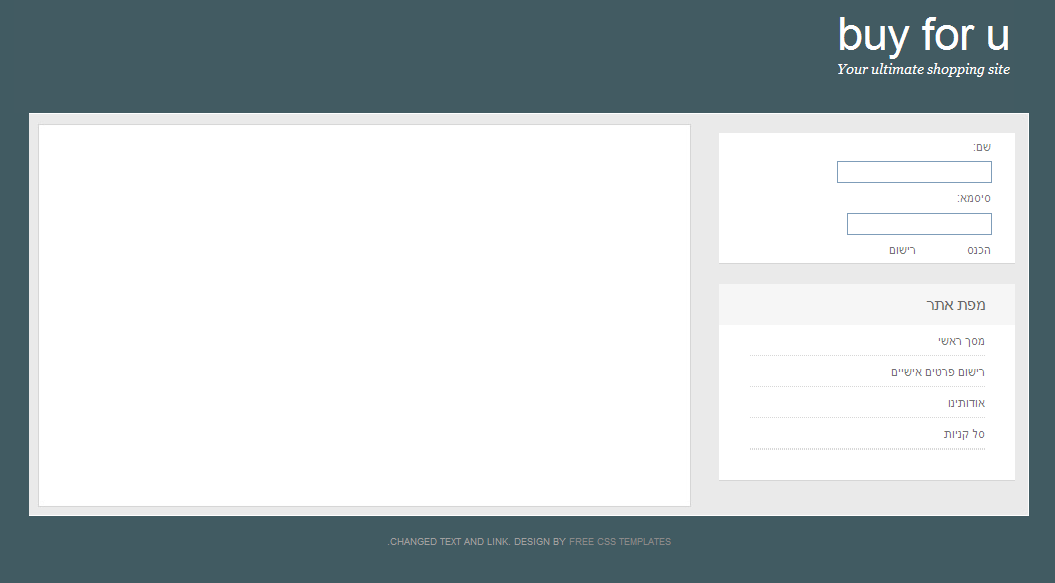 buy for u
Your ultimate shopping site
שם:
סיסמא:
הכנס רישום
מפת אתר
מסך ראשי
רישום פרטים אישיים
אודותינו
סל קניות
.CHANGED TEXT AND LINK. DESIGN BY FREE CSS TEMPLATES